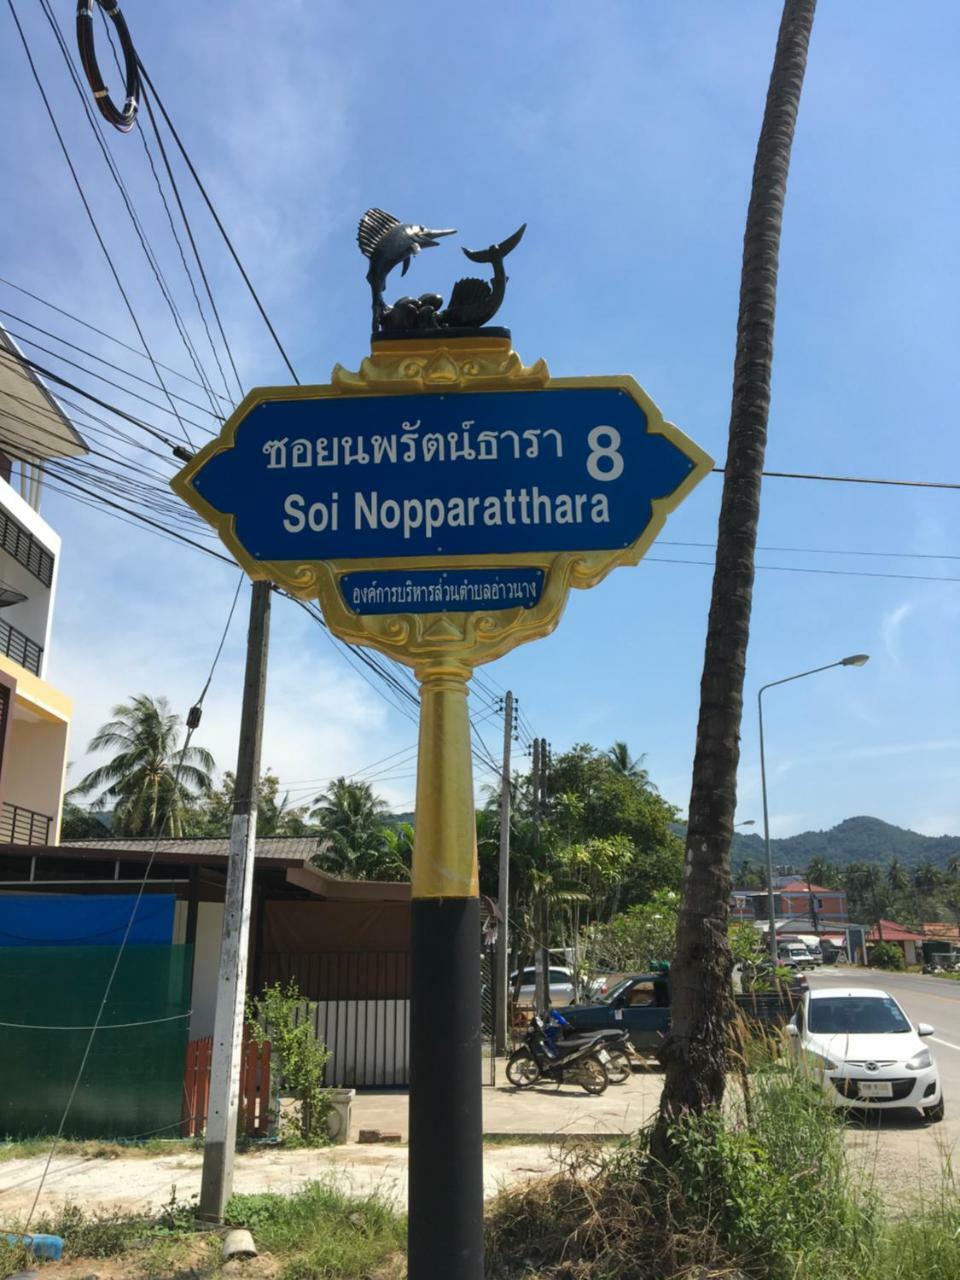 ซอยนพรัตน์ธารา 8
Soi Nopparatthara
องค์การบริหารส่วนตำบลอ่าวนาง